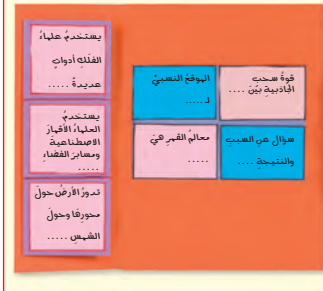 يستخدمُ علماءُ
الفلكِ أدواتٍ
عديدةً .....
يستخدمُ
العلماءُ الأقمارَ
الاصطناعيةَ
ومسابرَ الفضاءِ
.....
تدورُ الأرضُ حولَ
محورِها وحولَ
الشمسِ .....
قوةُ سحبِ
الجاذبيةِ بيْنَ ....
الموقعُ النسبيُّ
لـ .....
سؤال عنِ السببِ
والنتيجةِ ....
معالمُ القمرِ هيَ
.....